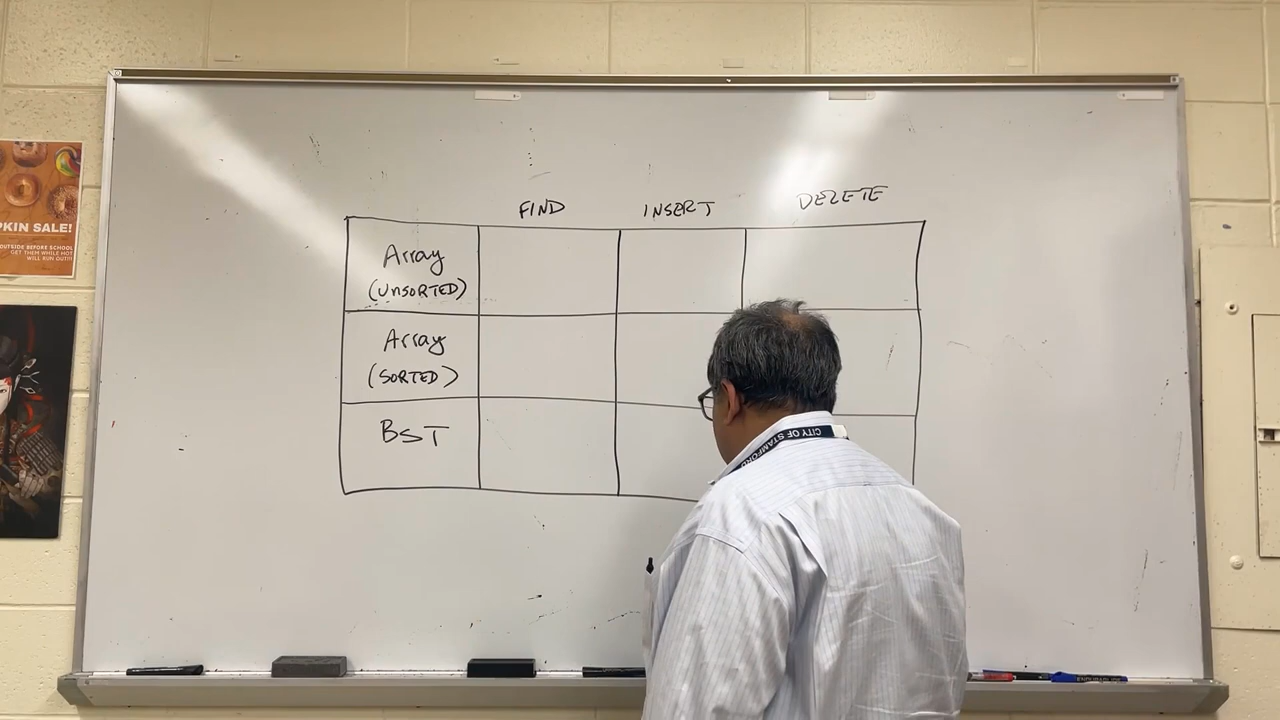 FIND INSERT DELETE
Array
(UNSORTED)
Array
(SORTED)
BST
PKIN SALE!
OUTSIDE BEFORE SCHOOL
GET THEM WHILE HOT
WILL RUN OUT!!
CITY OF STAMFORD